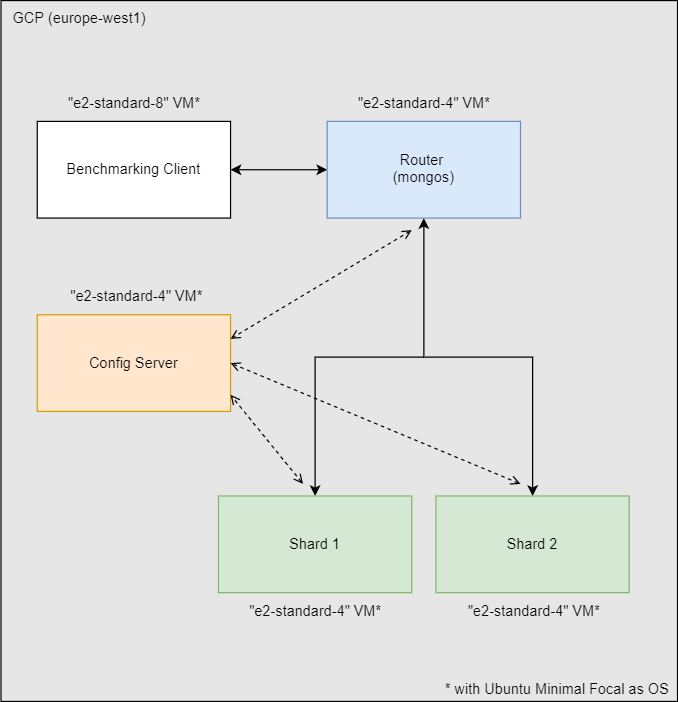 GCP (europe-west1)
"e2-standard-8" VM*
"e2-standard-4" VM*
Benchmarking Client
Router
(mongos)
"e2-standard-4" VM*
Config Server
Shard 1
Shard 2
"e2-standard-4" VM*
"e2-standard-4" VM*
* with Ubuntu Minimal Focal as OS